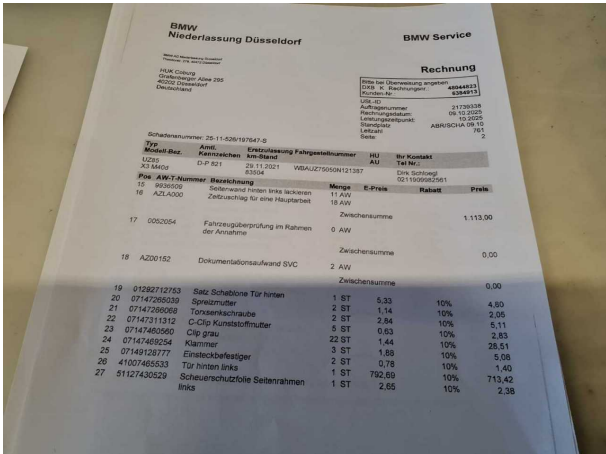 BMW
Niederlassung Düsseldorf
BMW Service
HUK Coburg
Grafenberger Allee 295
40202 Düsseldorf
Deutschland
Rechnung
Bitte bei Überweisung angeben
DXB K Rechnungsnr.: 48044823
Kunden-Nr.: 6384913
USt.-ID
Auftragsnummer 21739338
Rechnungsdatum: 09.10.2025
Leistungszeitpunkt: 10.2025
Standplatz ABR/SCHA 09.10
Leitzahl 761
Seite: 2
Schadennummer: 25-11-526/197647-S
Typ Amtl. Erstzulassung Fahrgestellnummer HU Ihr Kontakt
Modell-Bez. Kennzeichen km-Stand AU Tel Nr.:
UZ85 D-P 821 29.11.2021 WBAUZ7S050N121387 Dirk Schloegl
X3 M40d 83504 0211909982561
Pos AW-T-Nummer Bezeichnung Menge E-Preis Rabatt Preis
15 9936509 Seitenwand hinten links lackieren 11 AW
16 AZLA000 Zeitzuschlag für eine Hauptarbeit 18 AW
Zwischensumme 1.113,00
17 0052054 Fahrzeugüberprüfung im Rahmen 0 AW
der Annahme
Zwischensumme 0,00
18 AZ00152 Dokumentationsaufwand SVC 2 AW
Zwischensumme 0,00
19 01292712753 Satz Schablone Tür hinten 1 ST 5,33 10% 4,80
20 07147265039 Spreizmutter 2 ST 1,14 10% 2,05
21 07147266068 Torxsenkschraube 2 ST 2,84 10% 5,11
22 07147311312 C-Clip Kunststoffmutter 5 ST 0,63 10% 2,83
23 07147460560 Clip grau 22 ST 1,44 10% 28,51
24 07147469254 Klammer 3 ST 1,88 10% 5,08
25 07149128777 Einsteckbefestiger 2 ST 0,78 10% 1,40
26 41007465533 Tür hinten links 1 ST 792,69 10% 713,42
27 51127430529 Scheuerschutzfolie Seitenrahmen 1 ST 2,65 10% 2,38
links